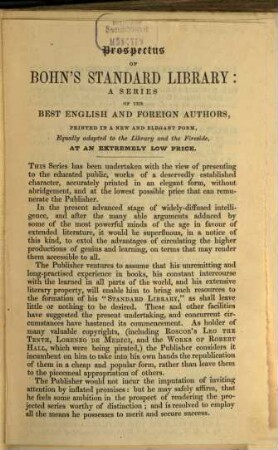 Prospectus
OF
BOHN'S STANDARD LIBRARY:
A SERIES
OF THE
BEST ENGLISH AND FOREIGN AUTHORS,
PRINTED IN A NEW AND ELEGANT FORM,
Equally adapted to the Library and the Fireside,
AT AN EXTREMELY LOW PRICE.
THIS Series has been undertaken with the view of presenting
to the educated public, works of a deservedly established
character, accurately printed in an elegant form, without
abridgement, and at the lowest possible price that can remu-
nerate the Publisher.
In the present advanced stage of widely-diffused intelli-
gence, and after the many able arguments adduced by
some of the most powerful minds of the age in favour of
extended literature, it would be superfluous, in a notice of
this kind, to extol the advantages of circulating the higher
productions of genius and learning, on terms that may render
them accessible to all.
The Publisher ventures to assume that his unremitting and
long-practised experience in books, his constant intercourse
with the learned in all parts of the world, and his extensive
literary property, will enable him to bring such resources to
the formation of his "STANDARD LIBRARY," as shall leave
little or nothing to be desired. These and other facilities
have suggested the present undertaking, and concurrent cir-
cumstances have hastened its commencement. As holder of
many valuable copyrights, (including ROSCOE'S LEO THE
TENTH, LORENZO DE MEDICI, and the WORKS OF ROBERT
HALL, which were being pirated,) the Publisher considers it
incumbent on him to take into his own hands the republication
of them in a cheap and popular form, rather than leave them
to the piecemeal appropriation of others.
The Publisher would not incur the imputation of inviting
attention by inflated promises: but he may safely affirm, that
he feels some ambition in the prospect of rendering the pro-
jected series worthy of distinction; and is resolved to employ
all the means he possesses to merit and secure success.